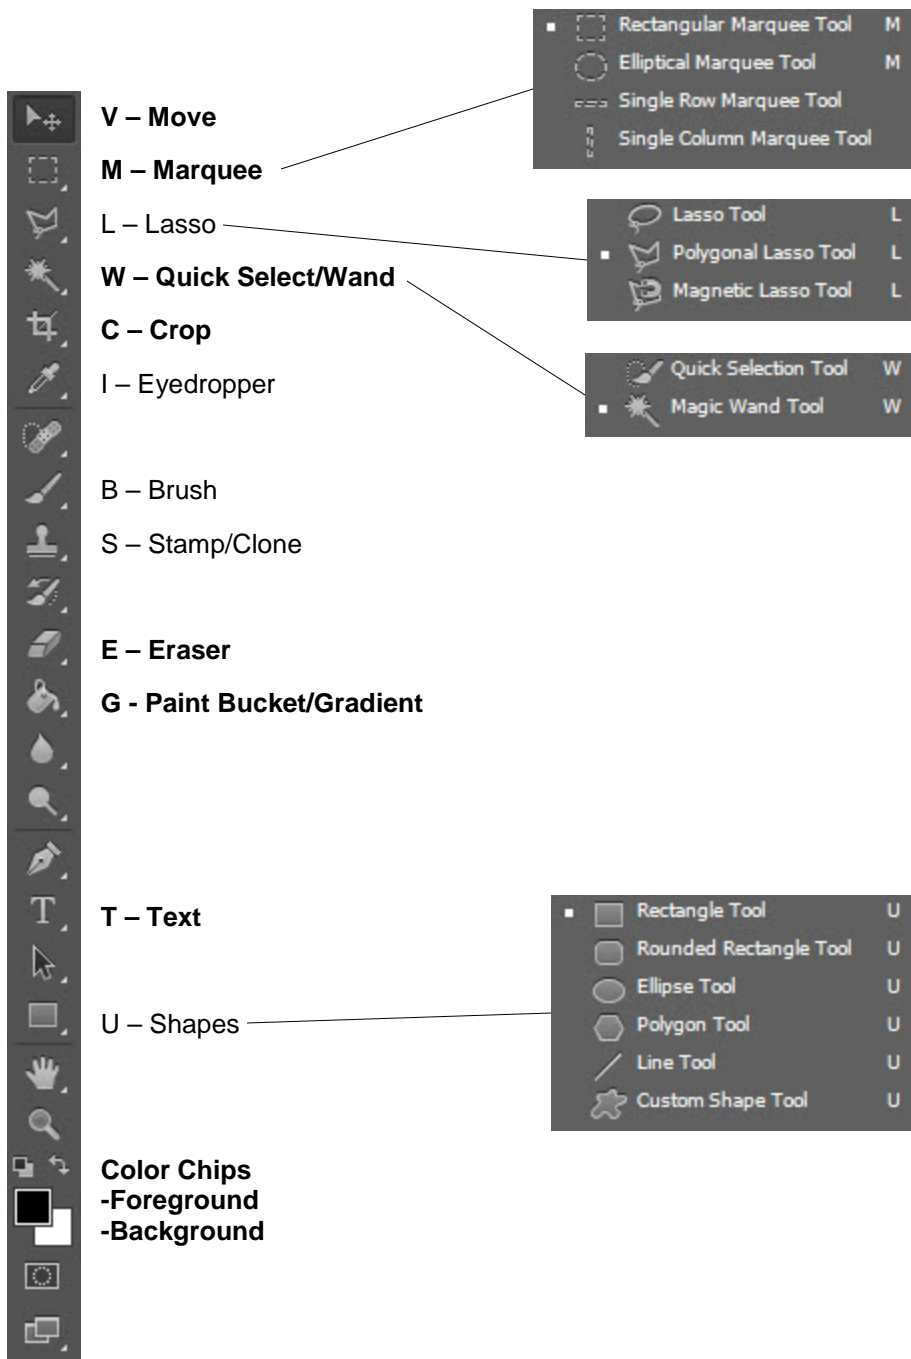 Rectangular Marquee Tool M
Elliptical Marquee Tool M
Single Row Marquee Tool
Single Column Marquee Tool
V – Move
M – Marquee
L – Lasso
W – Quick Select/Wand
C – Crop
I – Eyedropper
Lasso Tool L
Polygonal Lasso Tool L
Magnetic Lasso Tool L
Quick Selection Tool W
Magic Wand Tool W
B – Brush
S – Stamp/Clone
E – Eraser
G - Paint Bucket/Gradient
T
T – Text
U – Shapes
Rectangle Tool U
Rounded Rectangle Tool U
Ellipse Tool U
Polygon Tool U
Line Tool U
Custom Shape Tool U
Color Chips
-Foreground
-Background